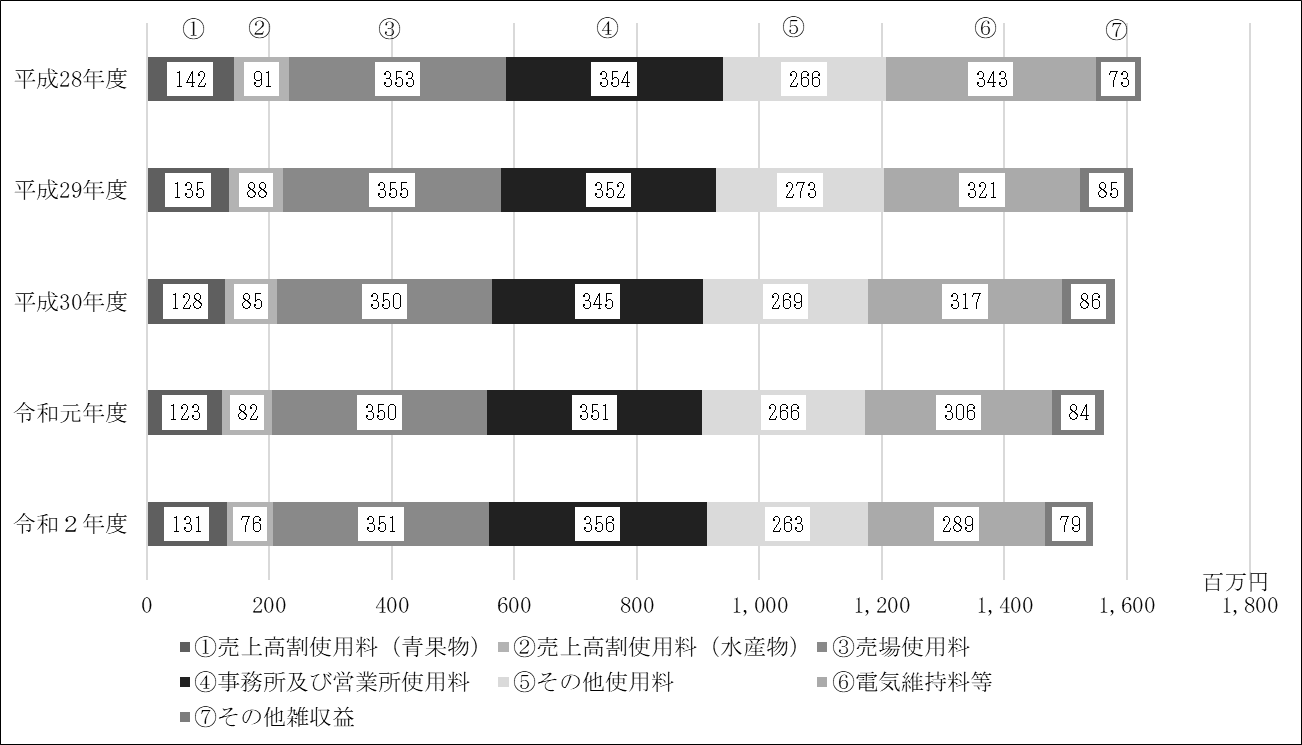 ① ② ③ ④ ⑤ ⑥ ⑦
平成28年度 142 91 353 354 266 343 73
平成29年度 135 88 355 352 273 321 85
平成30年度 128 85 350 345 269 317 86
令和元年度 123 82 350 351 266 306 84
令和２年度 131 76 351 356 263 289 79
百万円
0 200 400 600 800 1,000 1,200 1,400 1,600 1,800
①売上高割使用料（青果物） ②売上高割使用料（水産物） ③売場使用料
④事務所及び営業所使用料 ⑤その他使用料 ⑥電気維持料等
⑦その他雑収益